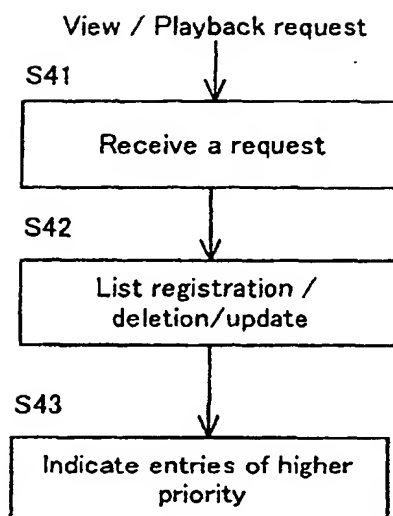 View / Playback request
S41
Receive a request
S42
List registration /
deletion/update
S43
Indicate entries of higher
priority